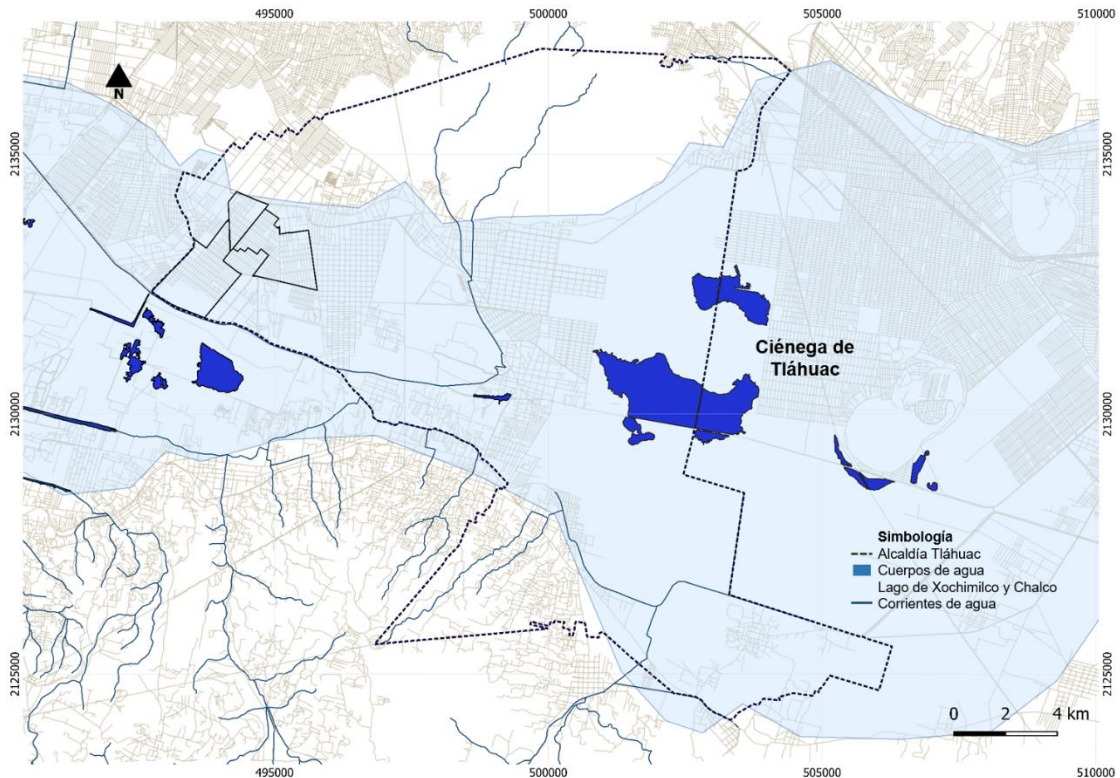 495000
500000
505000
510000
N
2135000
2135000
Ciénega de
Tláhuac
2130000
2130000
Simbología
Alcaldía Tláhuac
Cuerpos de agua
Lago de Xochimilco y Chalco
Corrientes de agua
2125000
2125000
0 2 4 km
495000
500000
505000
510000